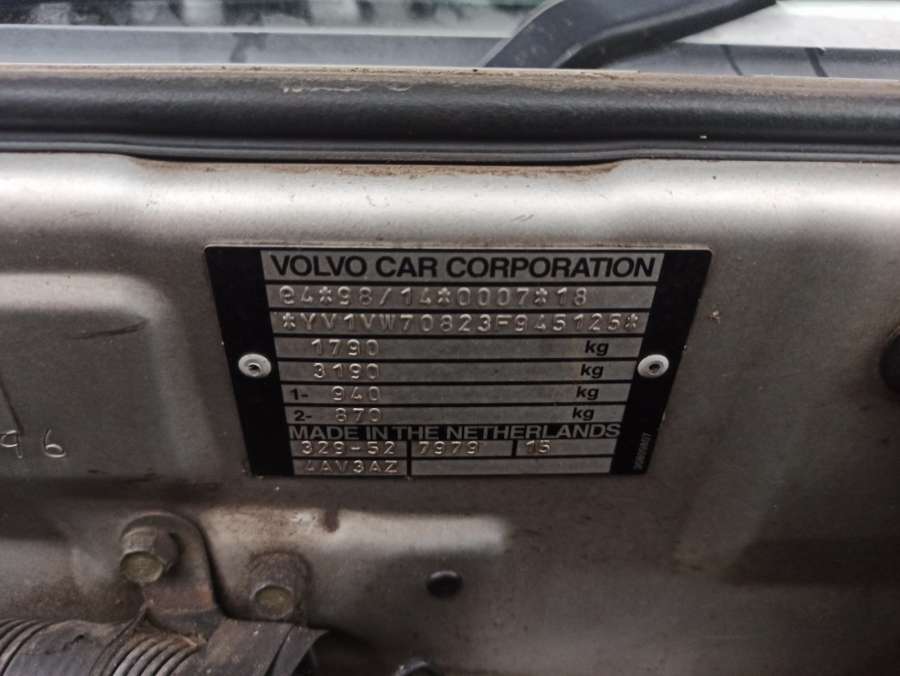 VOLVO CAR CORPORATION
e4*98/14*0007*18
*YV1VW70823F945125*
1790 kg
3190 kg
1- 940 kg
2- 870 kg
MADE IN THE NETHERLANDS
329-52 7979 15
4AV3AZ
96